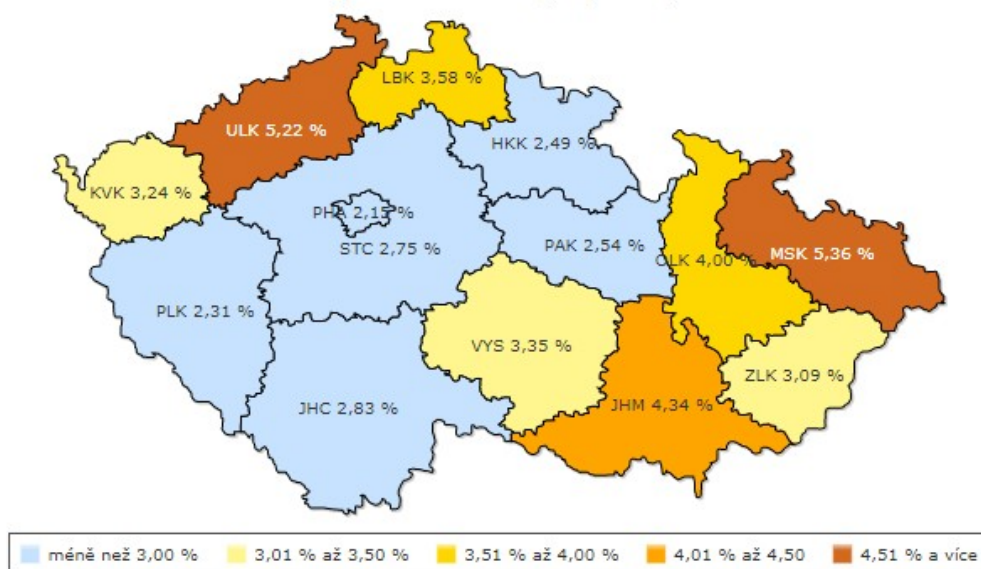 LBK 3,58 %
ULK 5,22 %
HKK 2,49 %
KVK 3,24 %
PHA 2,15 %
STC 2,75 %
PAK 2,54 %
OLK 4,00 %
MSK 5,36 %
PLK 2,31 %
VYS 3,35 %
ZLK 3,09 %
JHC 2,83 %
JHM 4,34 %
méně než 3,00 % 3,01 % až 3,50 % 3,51 % až 4,00 % 4,01 % až 4,50 4,51 % a více